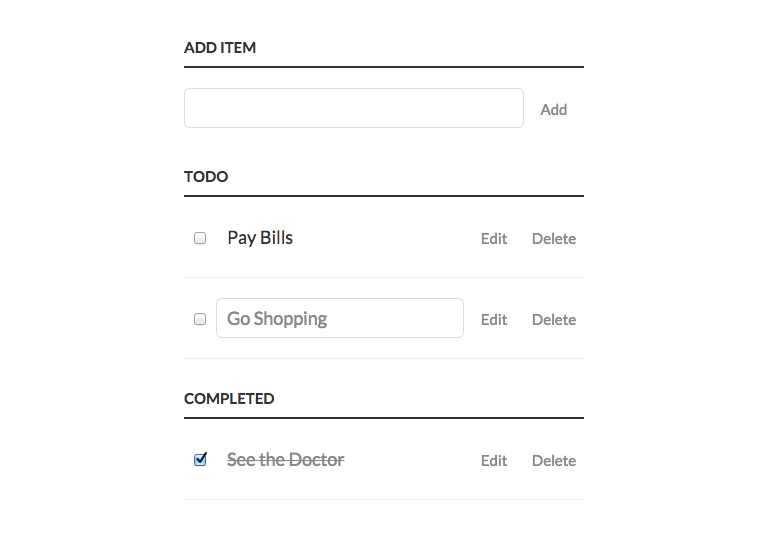 ADD ITEM
Add
TODO
Pay Bills Edit Delete
Go Shopping Edit Delete
COMPLETED
See the Doctor Edit Delete